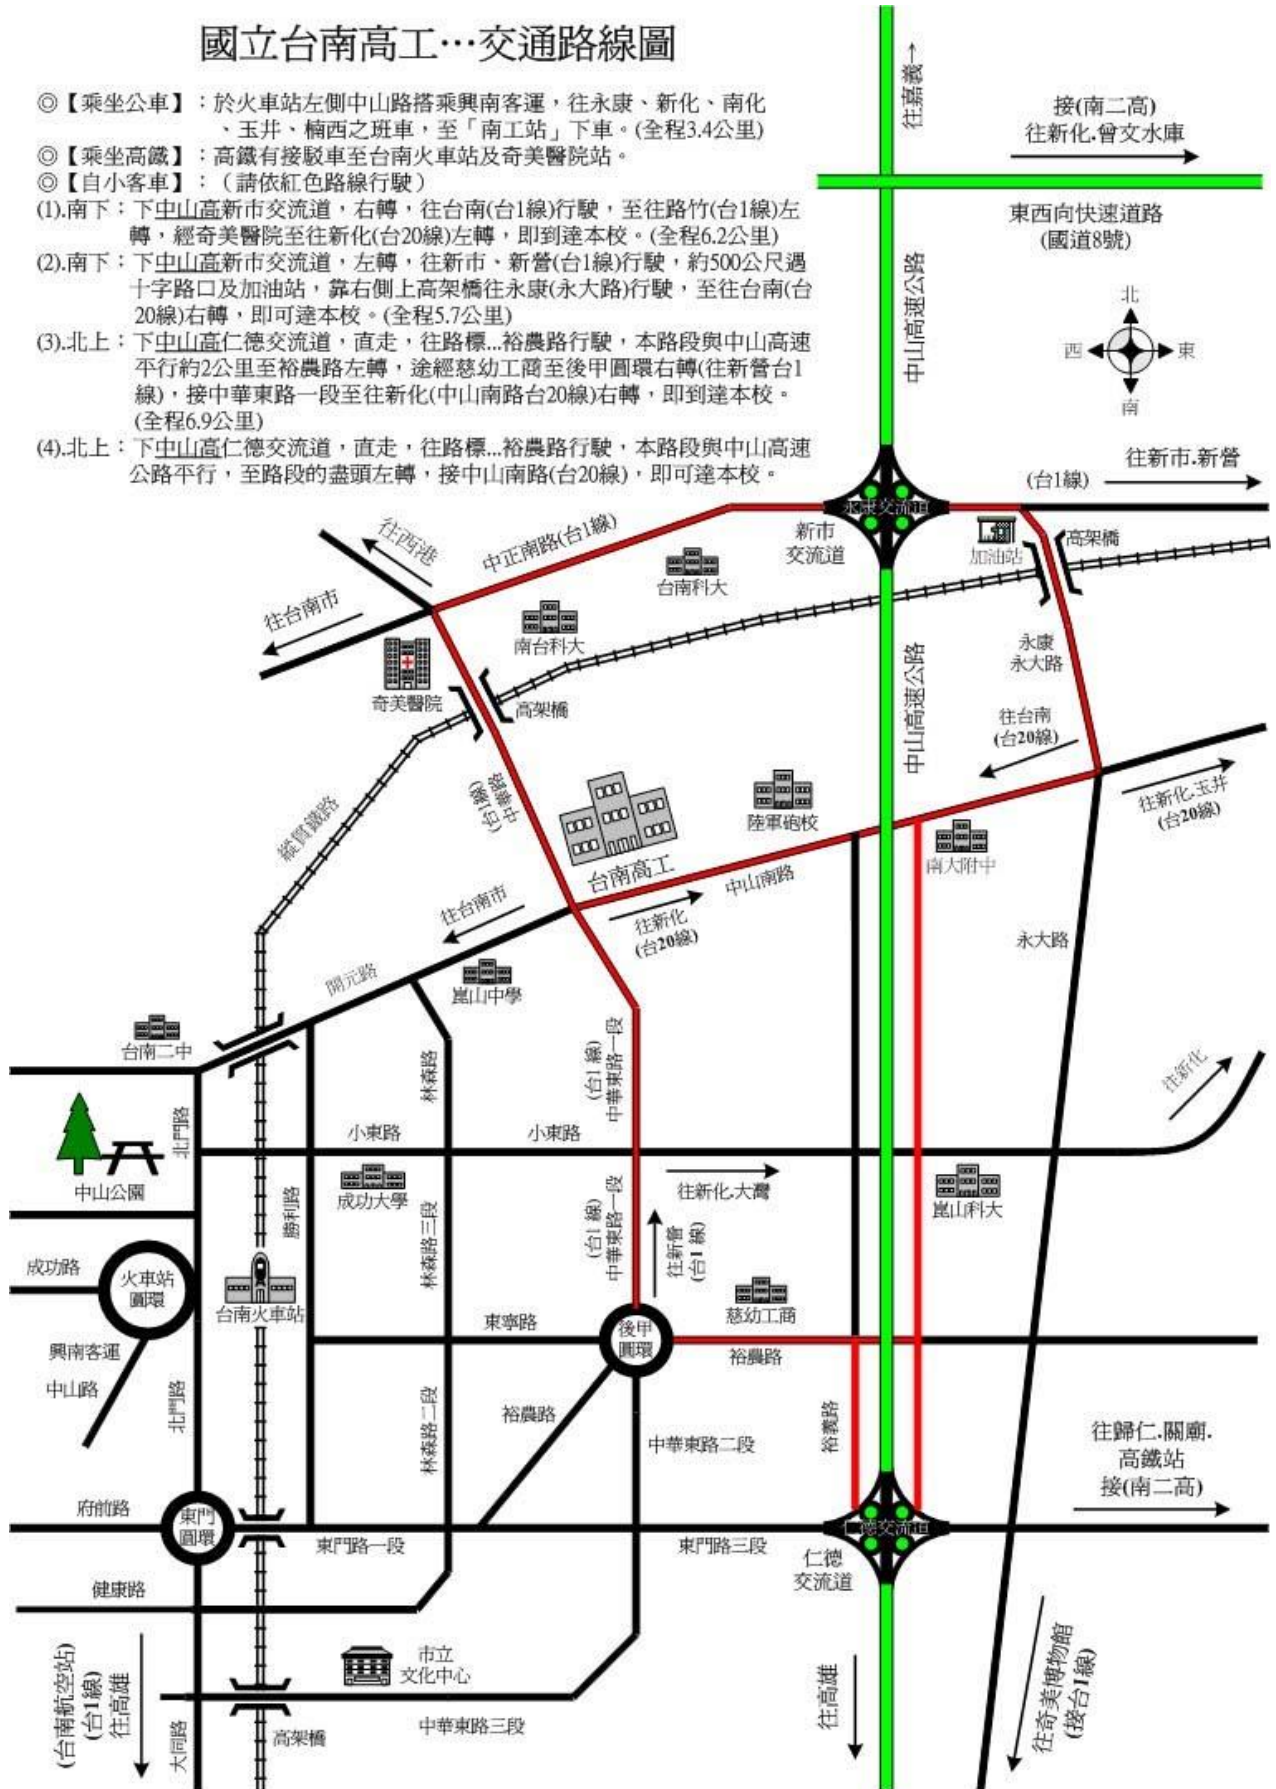 國立台南高工…交通路線圖
◎【乘坐公車】：於火車站左側中山路搭乘興南客運，往永康、新化、南化
、玉井、楠西之班車，至「南工站」下車。(全程3.4公里)
◎【乘坐高鐵】：高鐵有接駁車至台南火車站及奇美醫院站。
◎【自小客車】：（請依紅色路線行駛）
(1).南下：下中山高新市交流道，右轉，往台南(台1線)行駛，至往路竹(台1線)左
轉，經奇美醫院至往新化(台20線)左轉，即到達本校。(全程6.2公里)
(2).南下：下中山高新市交流道，左轉，往新市、新營(台1線)行駛，約500公尺遇
十字路口及加油站，靠右側上高架橋往永康(永大路)行駛，至往台南(台
20線)右轉，即可達本校。(全程5.7公里)
(3).北上：下中山高仁德交流道，直走，往路標...裕農路行駛，本路段與中山高速
平行約2公里至裕農路左轉，途經慈幼工商至後甲圓環右轉(往新營台1
線)，接中華東路一段至往新化(中山南路台20線)右轉，即到達本校。
(全程6.9公里)
(4).北上：下中山高仁德交流道，直走，往路標...裕農路行駛，本路段與中山高速
公路平行，至路段的盡頭左轉，接中山南路(台20線)，即可達本校。
往嘉義→
接(南二高)
往新化.曾文水庫
東西向快速道路
(國道8號)
中山高速公路
北
西
東
南
往新市.新營
(台1線)
永康交流道
新市
交流道
加油站
高架橋
往西港
中正南路(台1線)
台南科大
往台南市
南台科大
奇美醫院
高架橋
永康
永大路
中山高速公路
往台南
(台20線)
往新化.玉井
(台20線)
中華路
(台1線)
縱貫鐵路
陸軍砲校
南大附中
台南高工
中山南路
往台南市
往新化
(台20線)
永大路
開元路
崑山中學
台南二中
林森路
(台1 線)
中華東路一段
往新化
北門路
小東路
小東路
中山公園
成功大學
往新化.大灣
崑山科大
勝利路
林森路三段
(台1 線)
中華東路一段
往新營
(台1 線)
成功路
火車站
圓環
台南火車站
慈幼工商
東寧路
後甲
圓環
裕農路
興南客運
中山路
北門路
林森路二段
裕農路
中華東路二段
裕義路
往歸仁.關廟.
高鐵站
接(南二高)
府前路
東門
圓環
東門路一段
東門路三段
仁德交流道
仁德
交流道
健康路
市立
文化中心
(台南航空站)
(台1線)
往高雄
大同路
高架橋
中華東路三段
往高雄
往奇美博物館
(接台1線)